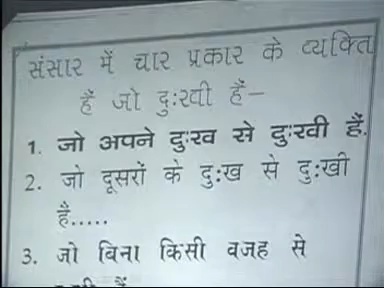 संसार में चार प्रकार के व्यक्ति
हैं जो दुःखी हैं–
1. जो अपने दुःख से दुःखी हैं.
2. जो दूसरों के दुःख से दुःखी
हैं.....
3. जो बिना किसी वजह से